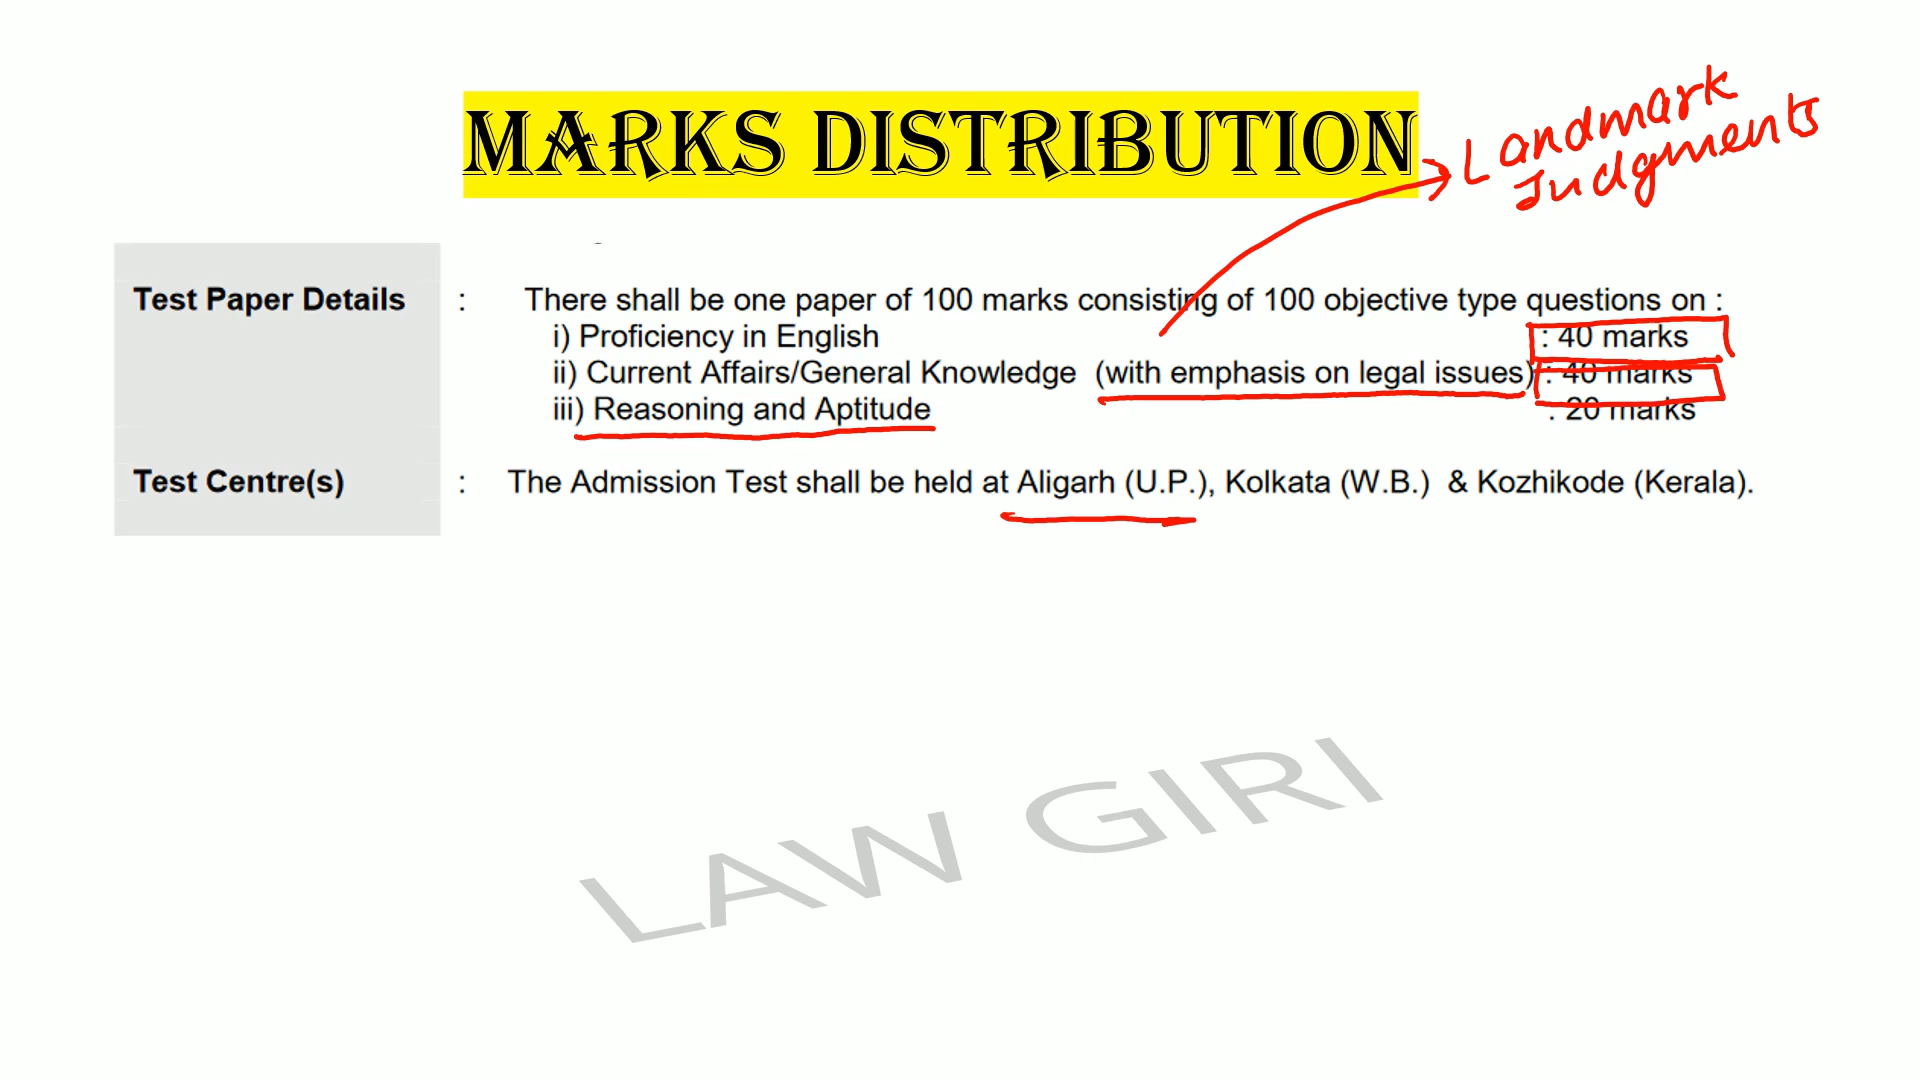 MARKS DISTRIBUTION
Landmark
Judgments
Test Paper Details : There shall be one paper of 100 marks consisting of 100 objective type questions on :
i) Proficiency in English : 40 marks
ii) Current Affairs/General Knowledge (with emphasis on legal issues) : 40 marks
iii) Reasoning and Aptitude : 20 marks
Test Centre(s) : The Admission Test shall be held at Aligarh (U.P.), Kolkata (W.B.) & Kozhikode (Kerala).
LAW GIRI